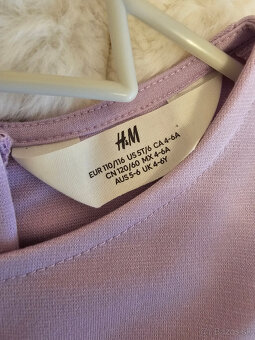 H&M
EUR 110/116 US 5T/6 CA 4-6A
CN 120/60 MX 4-6A
AUS 5-6 UK 4-6Y